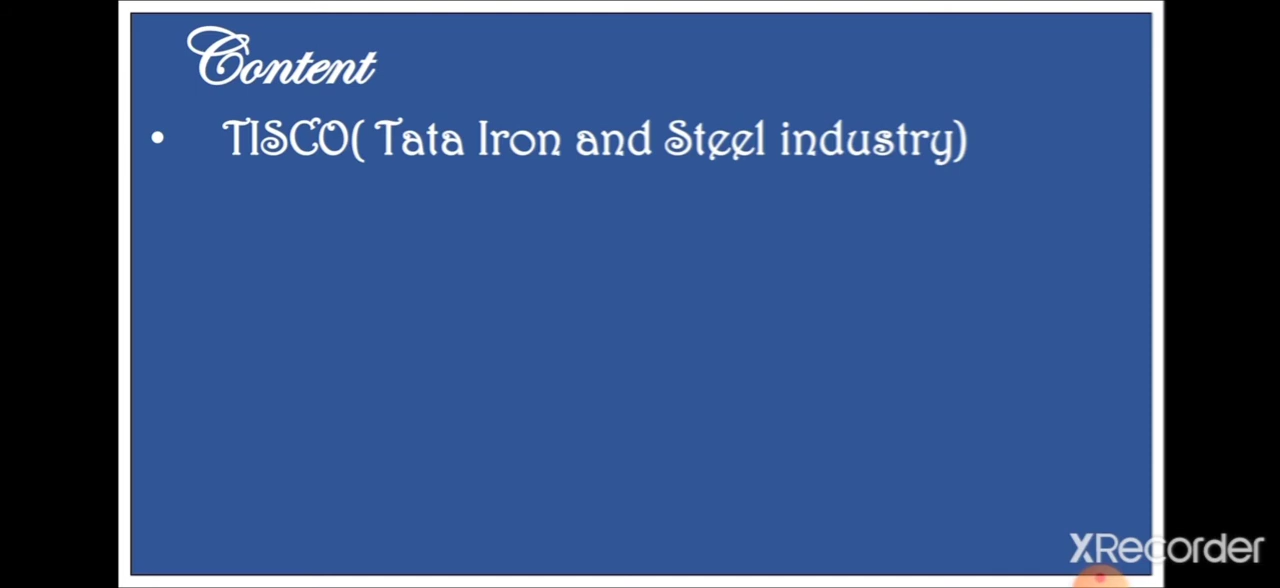 Content
• TISCO( Tata Iron and Steel industry)
XRecorder